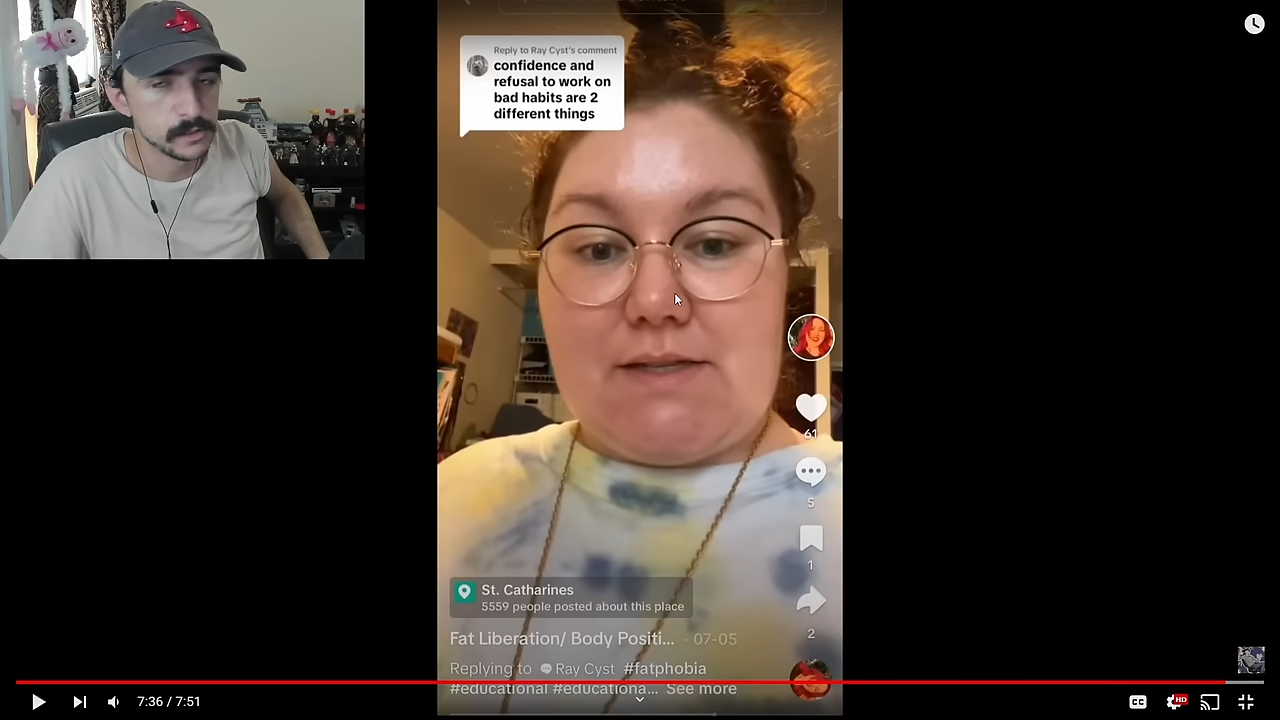 Reply to Ray Cyst's comment
confidence and
refusal to work on
bad habits are 2
different things
61
5
1
2
St. Catharines
5559 people posted about this place
Fat Liberation/ Body Positi... · 07-05
Replying to Ray Cyst #fatphobia
#educational #educationa... See more
7:36 / 7:51
CC
HD